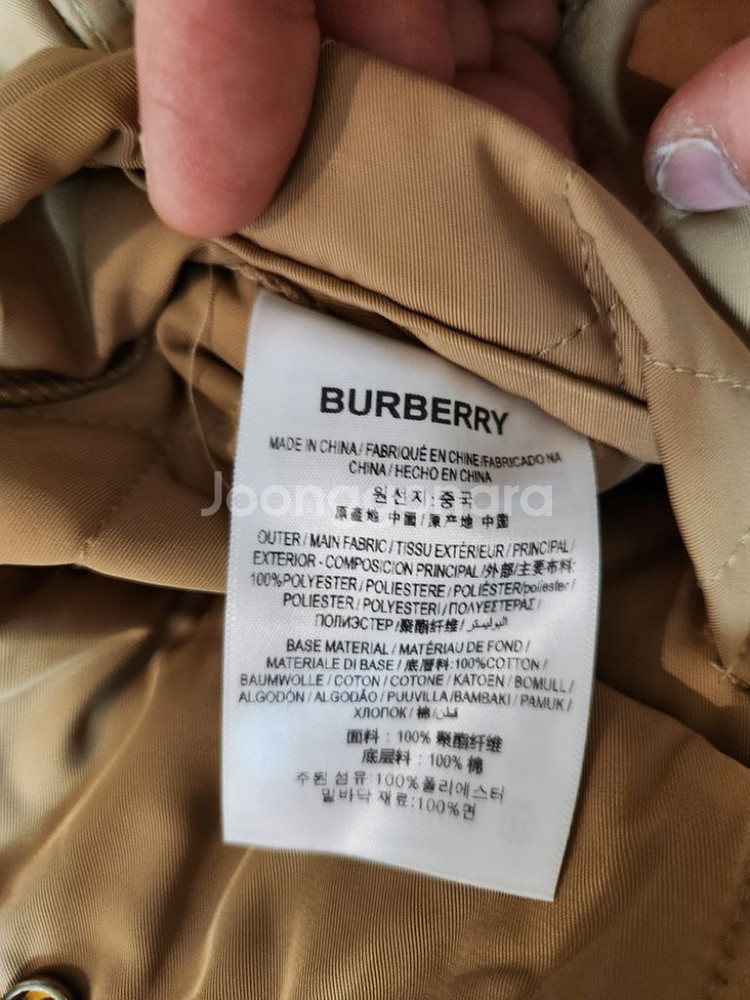 BURBERRY
MADE IN CHINA/FABRIQUÉ EN CHINE/FABRICADO NA
CHINA/HECHO EN CHINA
Joonggonara
원선지:중국
原產地 中國/原产地 中国
OUTER/MAIN FABRIC/TISSU EXTÉRIEUR/PRINCIPAL/
EXTERIOR-COMPOSICION PRINCIPAL/外部/主要布料:
100%POLYESTER/POLIESTERE/POLIÉSTER/poliester/
POLIESTER/POLYESTERI/ΠΟΛΥΕΣΤΕΡΑΣ/
ПОЛИЭСТЕР/聚酯纤维/البوليستر
BASE MATERIAL/MATÉRIAU DE FOND/
MATERIALE DI BASE/底層料:100%COTTON/
BAUMWOLLE/COTON/COTONE/KATOEN/BOMULL/
ALGODÓN/ALGODÃO/PUUVILLA/BAMBAKI/PAMUK/
ХЛОПОК/棉/قطن
面料:100% 聚酯纤维
底层料:100% 棉
주된 섬유:100%폴리에스터
밑바닥 재료:100%면